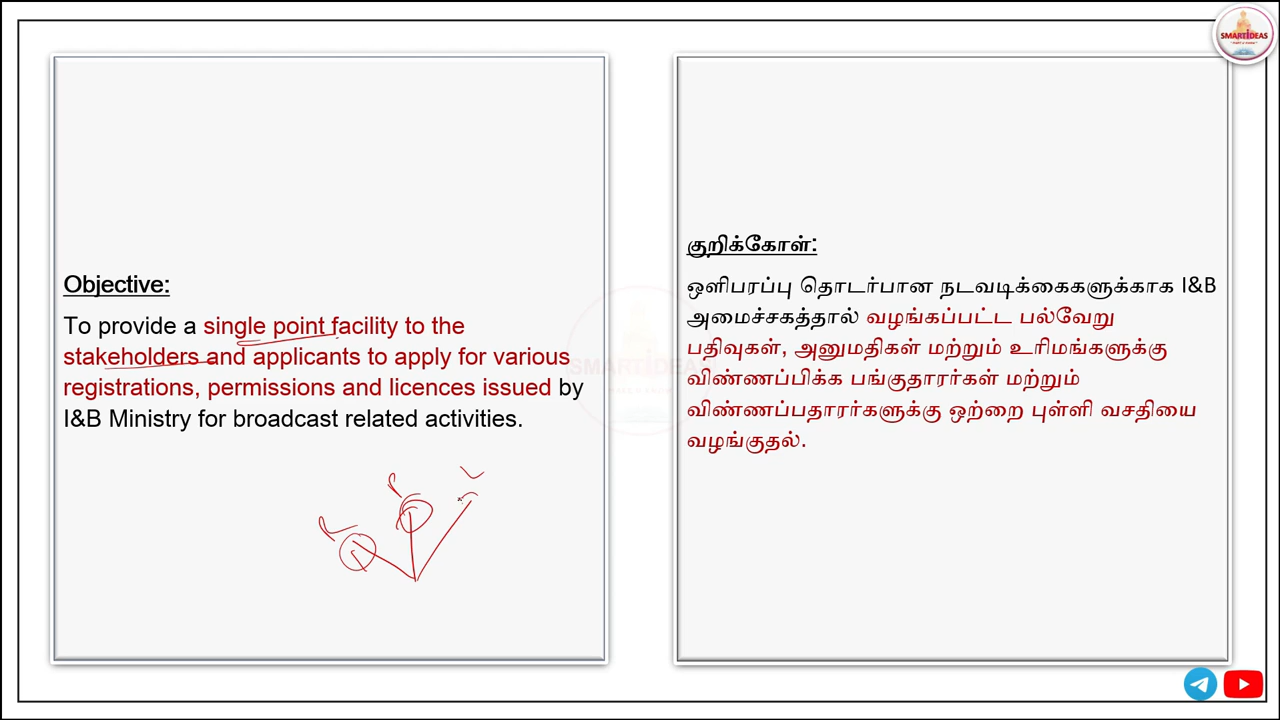 SMARTIDEAS
Objective:
To provide a single point facility to the
stakeholders and applicants to apply for various
registrations, permissions and licences issued by
I&B Ministry for broadcast related activities.
குறிக்கோள்:
ஒளிபரப்பு தொடர்பான நடவடிக்கைகளுக்காக I&B
அமைச்சகத்தால் வழங்கப்பட்ட பல்வேறு
பதிவுகள், அனுமதிகள் மற்றும் உரிமங்களுக்கு
விண்ணப்பிக்க பங்குதாரர்கள் மற்றும்
விண்ணப்பதாரர்களுக்கு ஒற்றை புள்ளி வசதியை
வழங்குதல்.
SMARTIDEAS